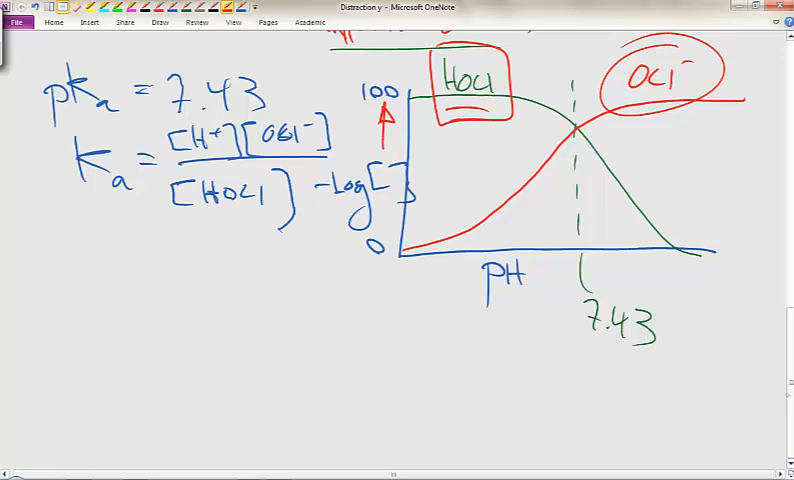 Distraction y - Microsoft OneNote
File Home Insert Share Draw Review View Pages Academic
pKa = 7.43
Ka = [H+][OCl-]
[HOCl]
-Log[ ]
100
HOCl
OCl-
0
pH
7.43